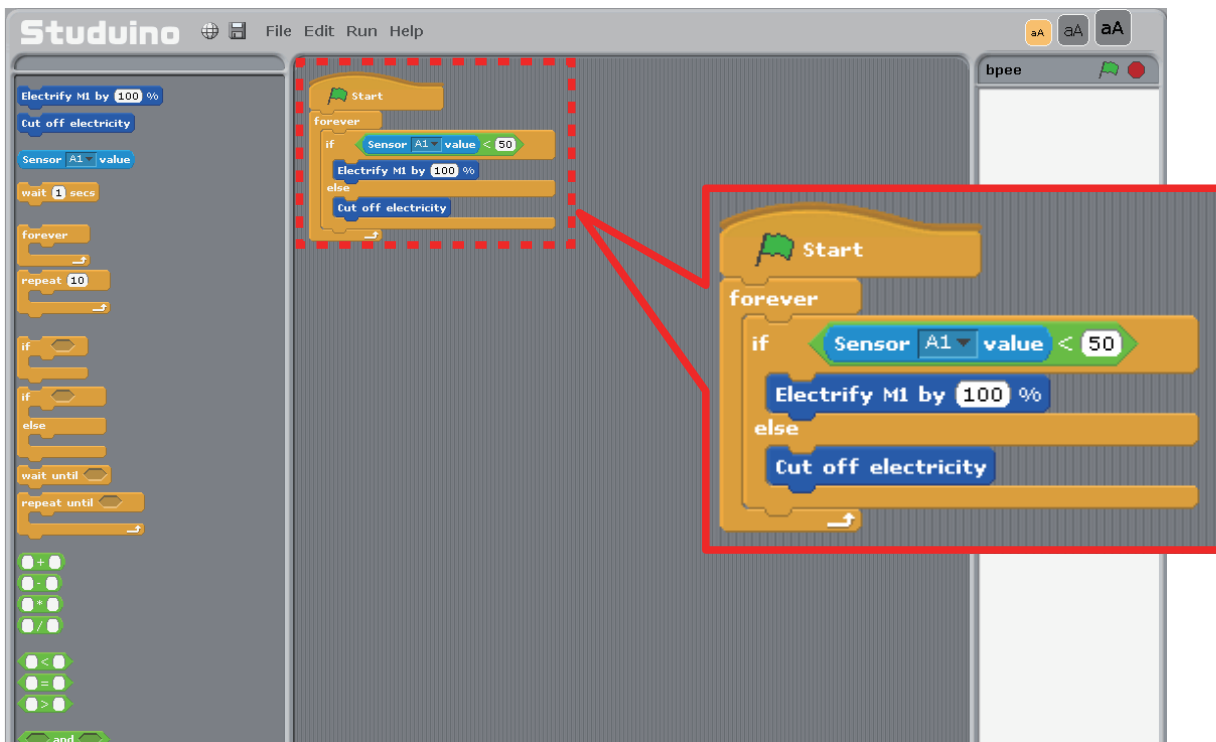 Studuino File Edit Run Help aA aA aA
Electrify M1 by 100 %
Cut off electricity
Sensor A1 value
wait 1 secs
forever
repeat 10
if
if
else
wait until
repeat until
+
-
*
/
<
=
>
and
Start
forever
if Sensor A1 value < 50
Electrify M1 by 100 %
else
Cut off electricity
bpee
Start
forever
if Sensor A1 value < 50
Electrify M1 by 100 %
else
Cut off electricity